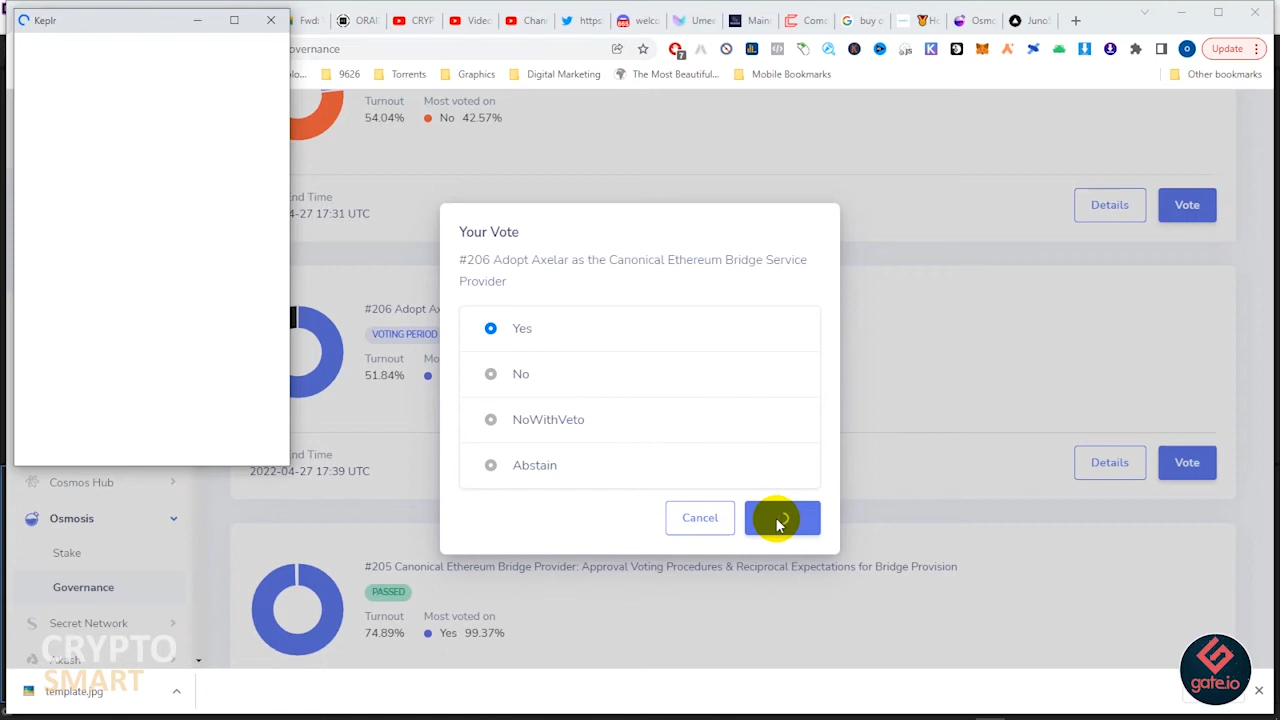 Keplr
Fwd:
ORAI
CRYP
Video
Chan
https:
welco
Umee
Main
Como
buy o
Ho
Osmo
Juno
overnance
7
O
Update
9626
Torrents
Graphics
Digital Marketing
The Most Beautiful...
Mobile Bookmarks
Other bookmarks
Turnout
54.04%
Most voted on
No 42.57%
nd Time
-27 17:31 UTC
Details
Vote
Your Vote
#206 Adopt Axelar as the Canonical Ethereum Bridge Service
Provider
Yes
No
NoWithVeto
Abstain
Cancel
#206 Adopt Ax
VOTING PERIOD
Turnout
Mo
51.84%
nd Time
2022-04-27 17:39 UTC
Details
Vote
Cosmos Hub
Osmosis
Stake
Governance
Secret Network
Akash
#205 Canonical Ethereum Bridge Provider: Approval Voting Procedures & Reciprocal Expectations for Bridge Provision
PASSED
Turnout
74.89%
Most voted on
Yes 99.37%
CRYPTO
SMART
template.jpg
gate.io